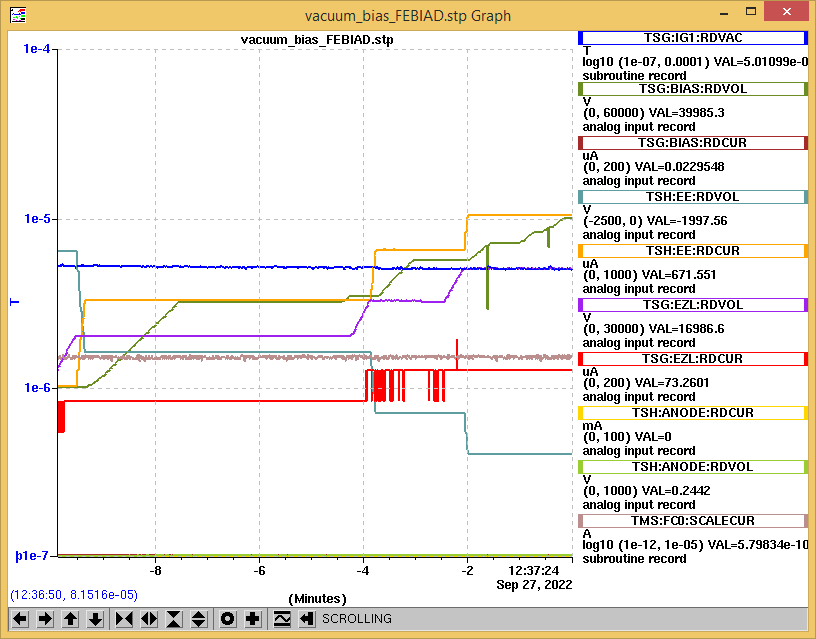 vacuum_bias_FEBIAD.stp Graph
vacuum_bias_FEBIAD.stp
1e-4
1e-5
T
1e-6
1e-7
-8
-6
-4
-2
12:37:24
Sep 27, 2022
(Minutes)
(12:36:50, 8.1516e-05)
TSG:IG1:RDVAC
T
log10 (1e-07, 0.0001) VAL=5.01099e-0
subroutine record
TSG:BIAS:RDVOL
V
(0, 60000) VAL=39985.3
analog input record
TSG:BIAS:RDCUR
uA
(0, 200) VAL=0.0229548
analog input record
TSH:EE:RDVOL
V
(-2500, 0) VAL=-1997.56
analog input record
TSH:EE:RDCUR
uA
(0, 1000) VAL=671.551
analog input record
TSG:EZL:RDVOL
V
(0, 30000) VAL=16986.6
analog input record
TSG:EZL:RDCUR
uA
(0, 200) VAL=73.2601
analog input record
TSH:ANODE:RDCUR
mA
(0, 100) VAL=0
analog input record
TSH:ANODE:RDVOL
V
(0, 1000) VAL=0.2442
analog input record
TMS:FC0:SCALECUR
A
log10 (1e-12, 1e-05) VAL=5.79834e-10
subroutine record
SCROLLING